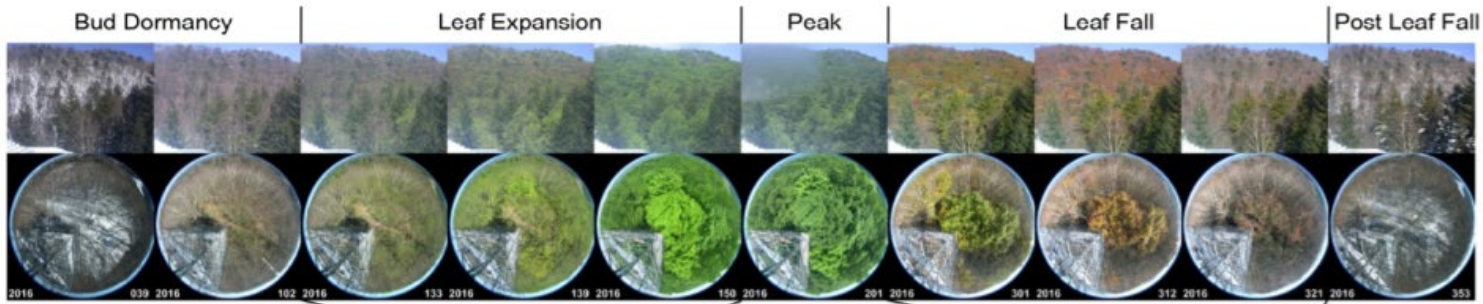 Bud Dormancy Leaf Expansion Peak Leaf Fall Post Leaf Fall
2016 039 2016 102 2016 133 2016 139 2016 150 2016 201 2016 301 2016 312 2016 321 2016 353